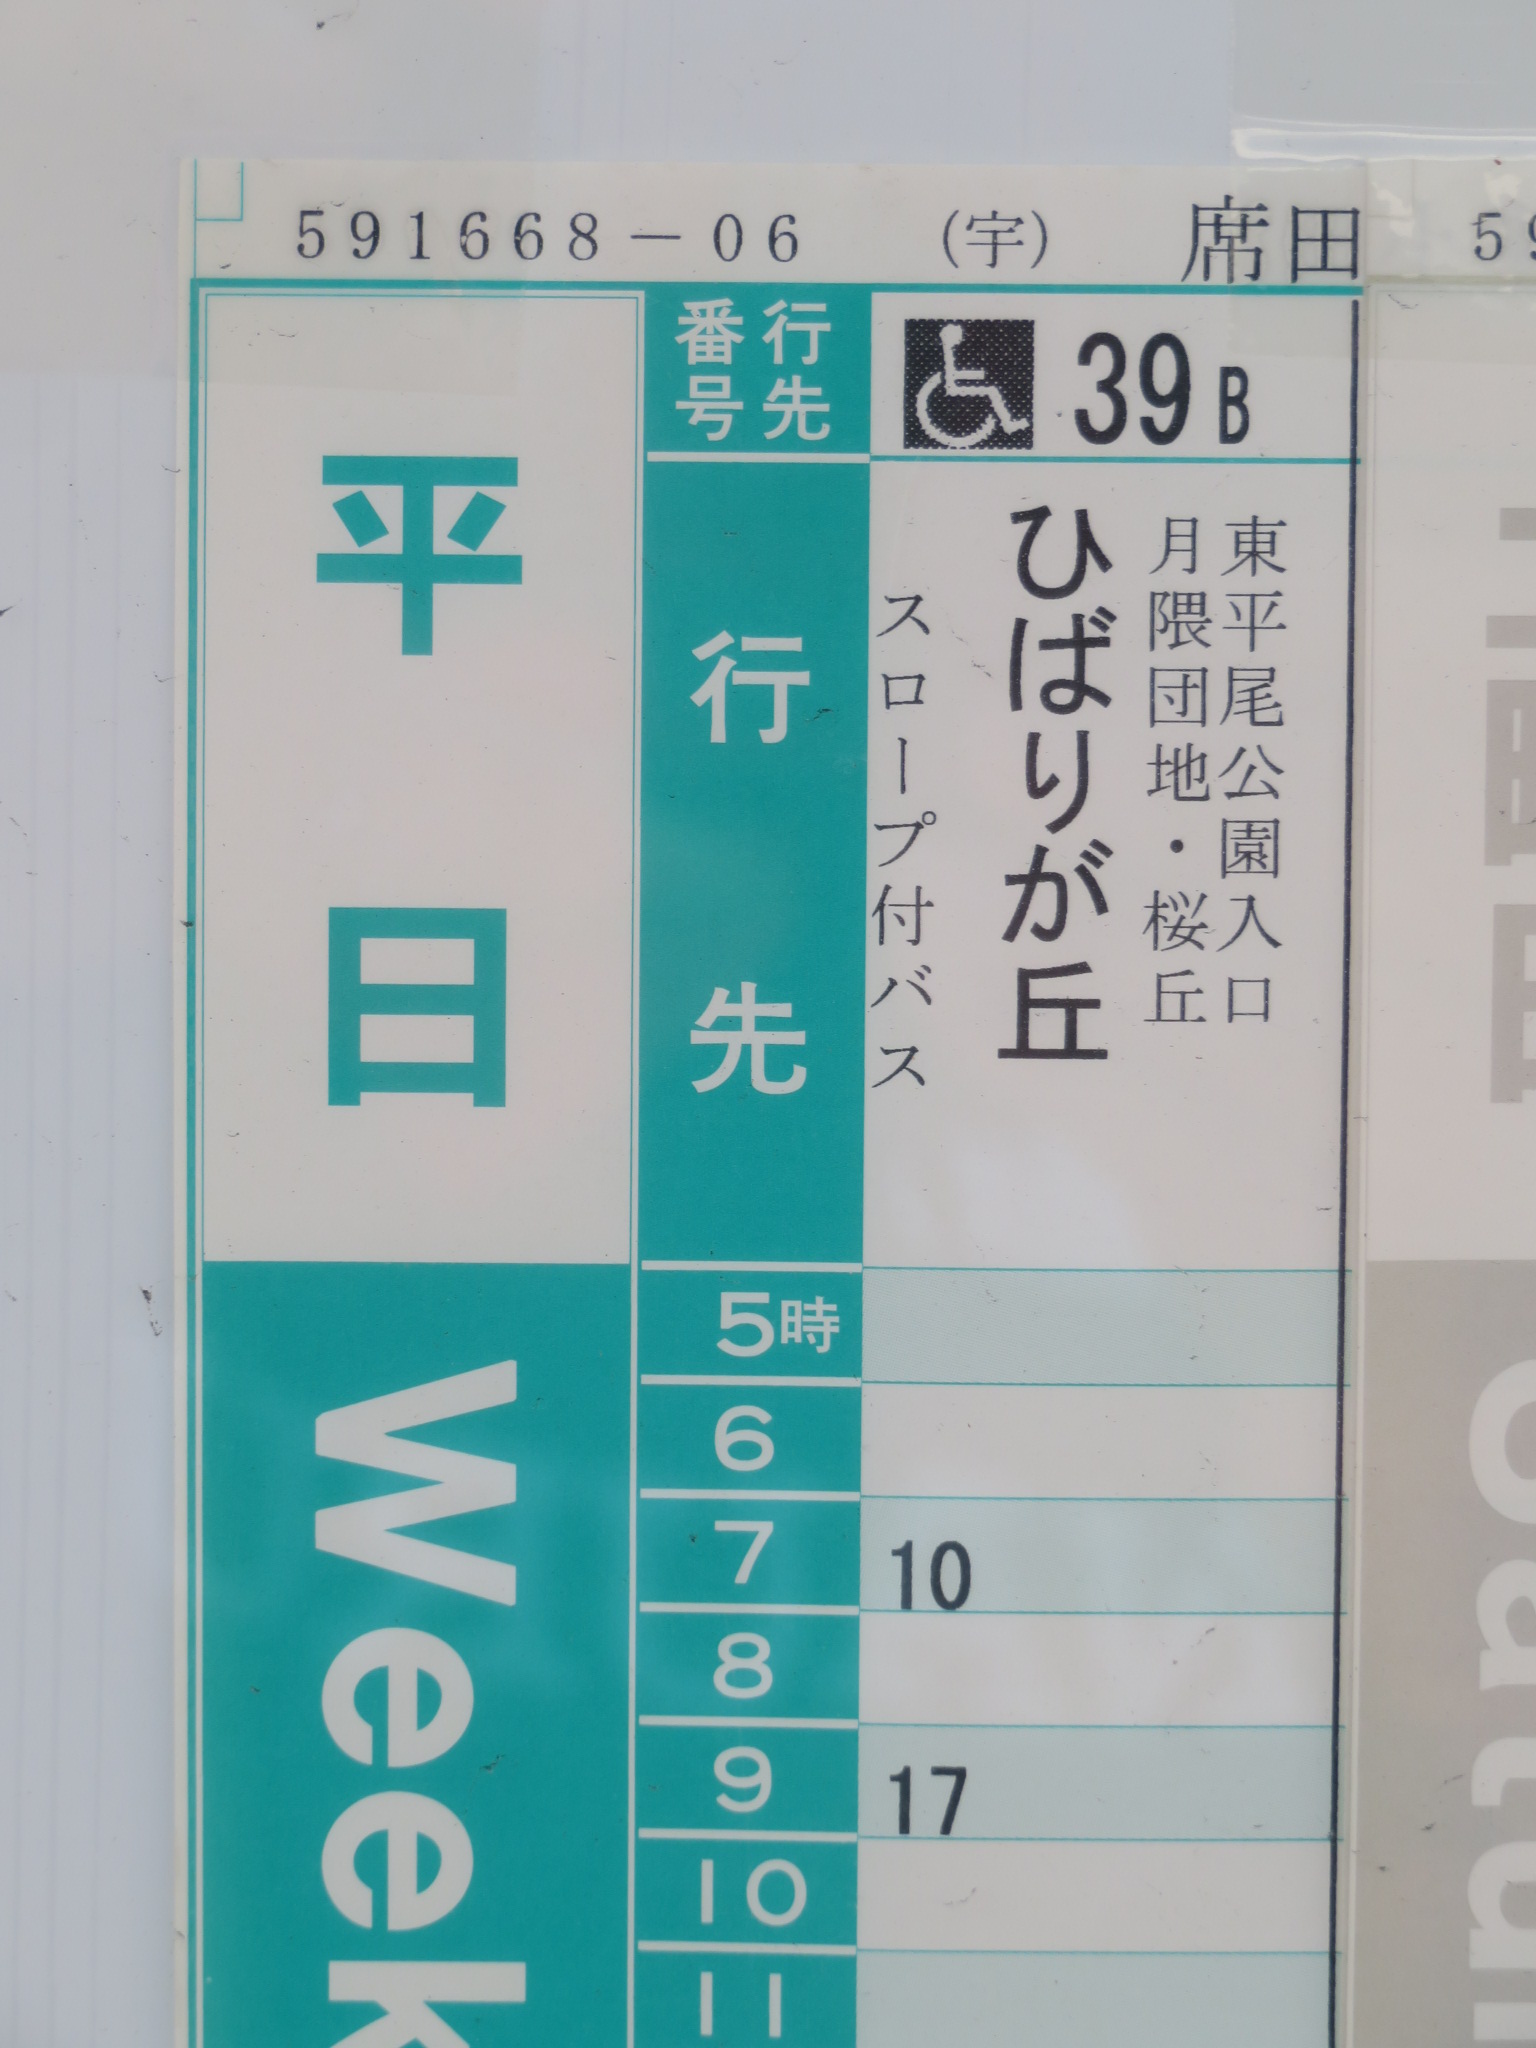 591668－06 (宇) 席田
59
行先番号
39B
平日
行先
東平尾公園入口
月隈団地・桜丘
ひばりが丘
スロープ付バス
5時
6
7 10
8
9 17
10
11
Week